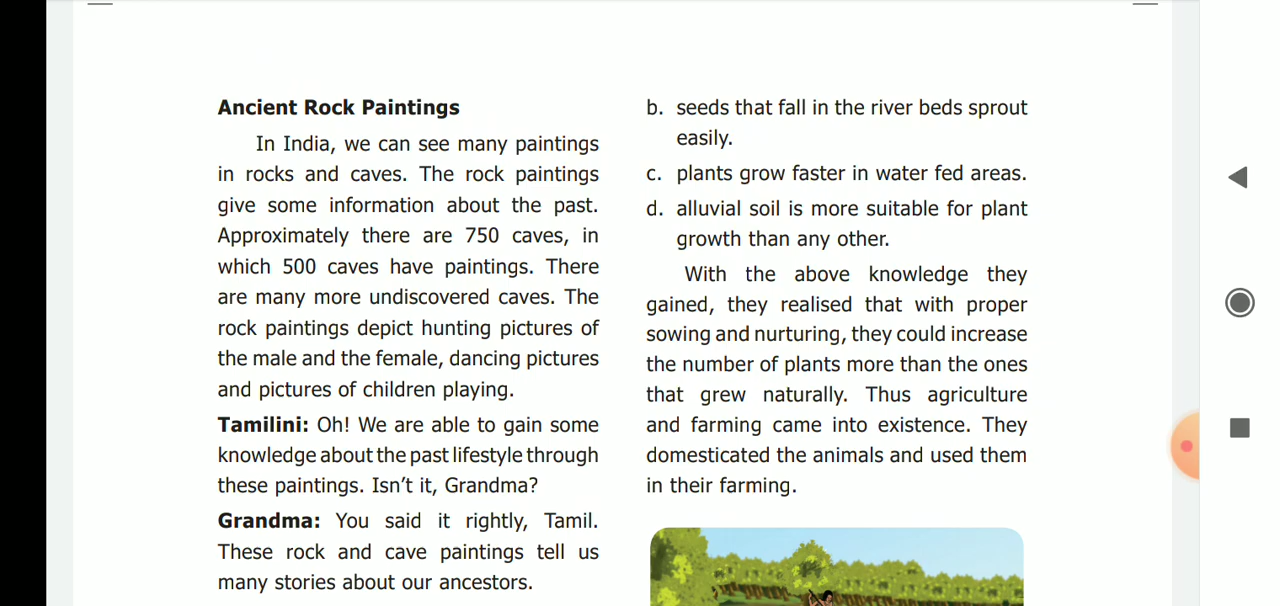 Ancient Rock Paintings
In India, we can see many paintings
in rocks and caves. The rock paintings
give some information about the past.
Approximately there are 750 caves, in
which 500 caves have paintings. There
are many more undiscovered caves. The
rock paintings depict hunting pictures of
the male and the female, dancing pictures
and pictures of children playing.
Tamilini: Oh! We are able to gain some
knowledge about the past lifestyle through
these paintings. Isn’t it, Grandma?
Grandma: You said it rightly, Tamil.
These rock and cave paintings tell us
many stories about our ancestors.
b. seeds that fall in the river beds sprout
easily.
c. plants grow faster in water fed areas.
d. alluvial soil is more suitable for plant
growth than any other.
With the above knowledge they
gained, they realised that with proper
sowing and nurturing, they could increase
the number of plants more than the ones
that grew naturally. Thus agriculture
and farming came into existence. They
domesticated the animals and used them
in their farming.